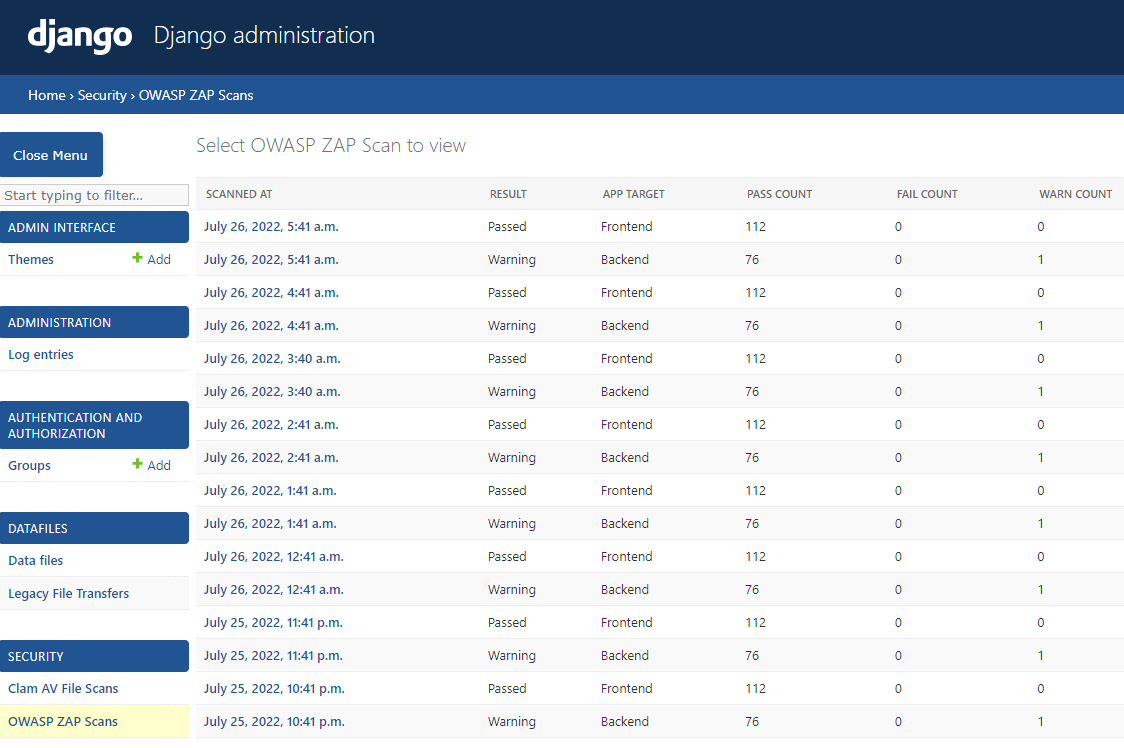 django Django administration
Home › Security › OWASP ZAP Scans
Close Menu
Start typing to filter...
ADMIN INTERFACE
Themes Add
ADMINISTRATION
Log entries
AUTHENTICATION AND
AUTHORIZATION
Groups Add
DATAFILES
Data files
Legacy File Transfers
SECURITY
Clam AV File Scans
OWASP ZAP Scans
Select OWASP ZAP Scan to view
SCANNED AT RESULT APP TARGET PASS COUNT FAIL COUNT WARN COUNT
July 26, 2022, 5:41 a.m. Passed Frontend 112 0 0
July 26, 2022, 5:41 a.m. Warning Backend 76 0 1
July 26, 2022, 4:41 a.m. Passed Frontend 112 0 0
July 26, 2022, 4:41 a.m. Warning Backend 76 0 1
July 26, 2022, 3:40 a.m. Passed Frontend 112 0 0
July 26, 2022, 3:40 a.m. Warning Backend 76 0 1
July 26, 2022, 2:41 a.m. Passed Frontend 112 0 0
July 26, 2022, 2:41 a.m. Warning Backend 76 0 1
July 26, 2022, 1:41 a.m. Passed Frontend 112 0 0
July 26, 2022, 1:41 a.m. Warning Backend 76 0 1
July 26, 2022, 12:41 a.m. Passed Frontend 112 0 0
July 26, 2022, 12:41 a.m. Warning Backend 76 0 1
July 25, 2022, 11:41 p.m. Passed Frontend 112 0 0
July 25, 2022, 11:41 p.m. Warning Backend 76 0 1
July 25, 2022, 10:41 p.m. Passed Frontend 112 0 0
July 25, 2022, 10:41 p.m. Warning Backend 76 0 1